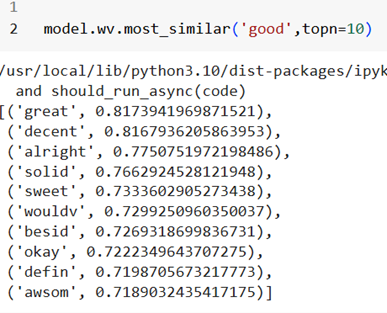 1
2 model.wv.most_similar('good',topn=10)
/usr/local/lib/python3.10/dist-packages/ipyk
and should_run_async(code)
[('great', 0.8173941969871521),
('decent', 0.8167936205863953),
('alright', 0.7750751972198486),
('solid', 0.7662924528121948),
('sweet', 0.7333602905273438),
('wouldv', 0.7299250960350037),
('besid', 0.7269318699836731),
('okay', 0.7222349643707275),
('defin', 0.7198705673217773),
('awsom', 0.7189032435417175)]